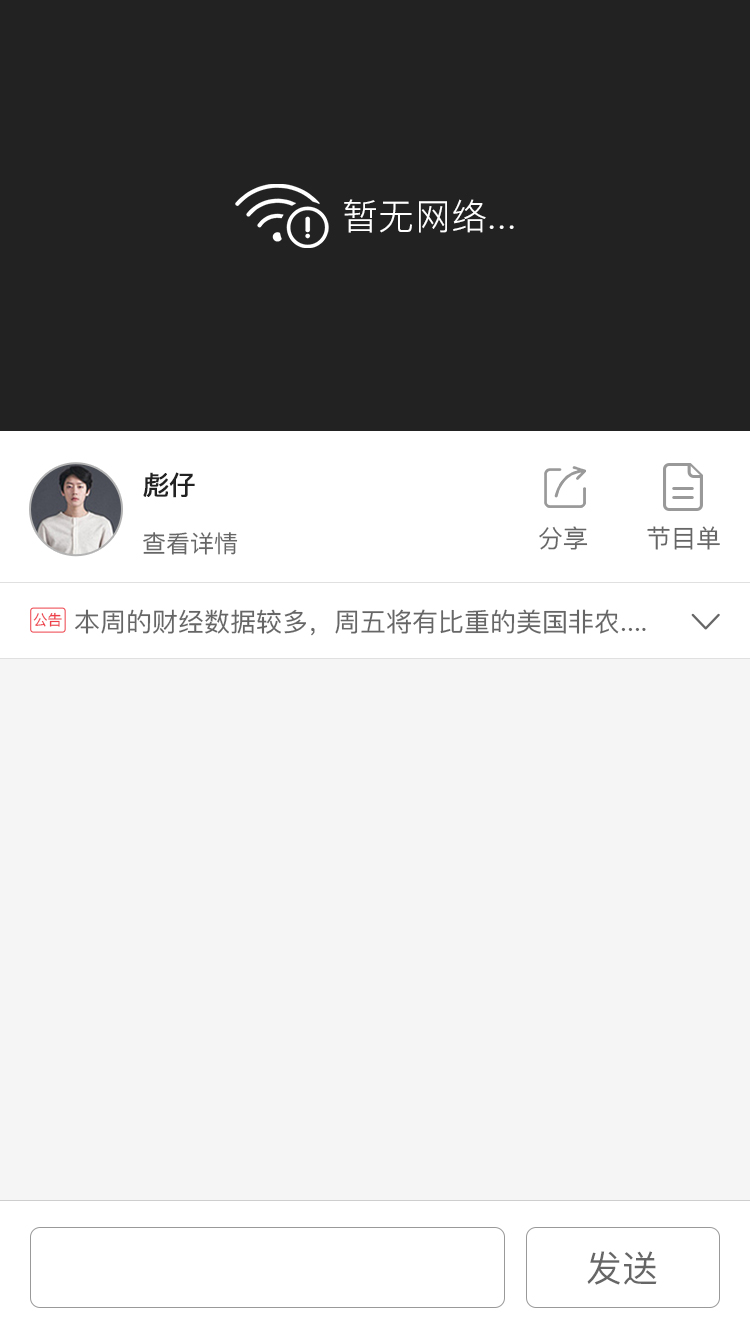 暂无网络...
彪仔
查看详情
分享
节目单
公告 本周的财经数据较多，周五将有比重的美国非农....
发送